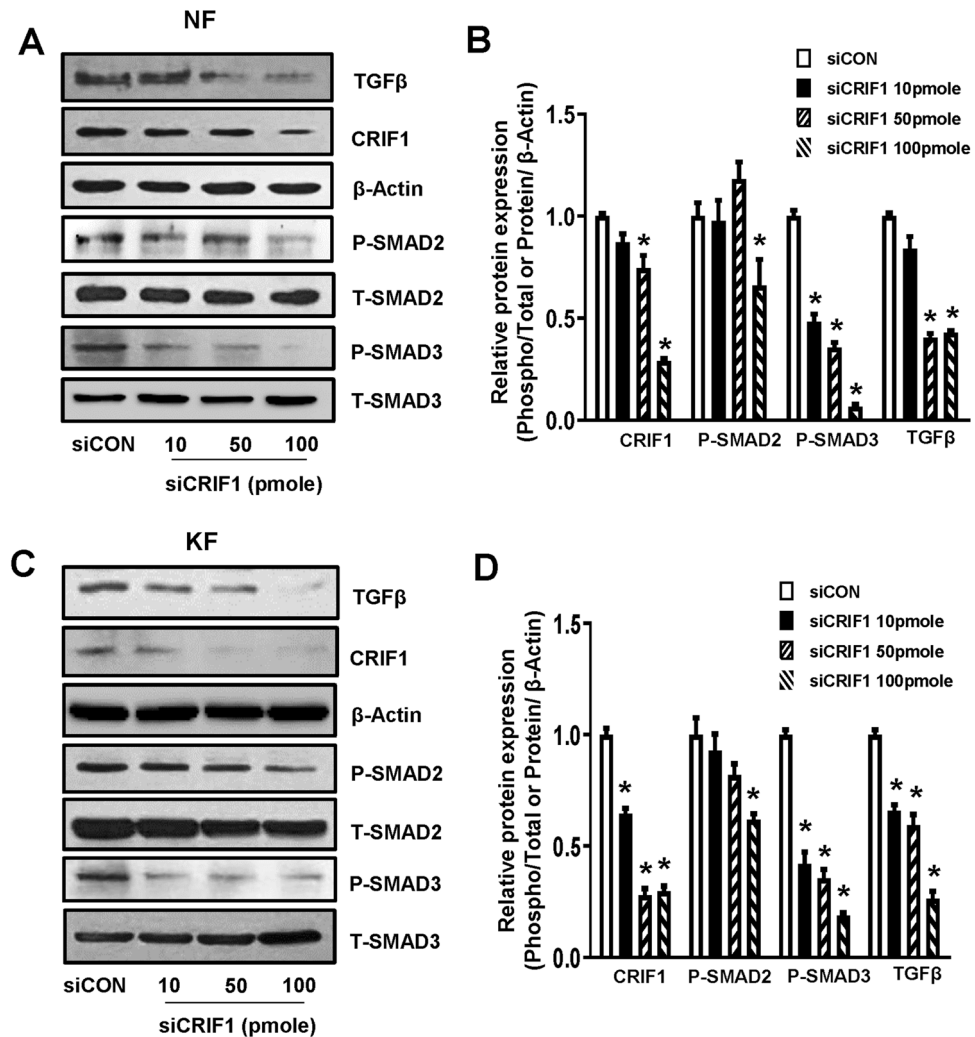 A
NF
TGFβ
CRIF1
β-Actin
P-SMAD2
T-SMAD2
P-SMAD3
T-SMAD3
siCON 10 50 100
siCRIF1 (pmole)
B
siCON
siCRIF1 10pmole
siCRIF1 50pmole
siCRIF1 100pmole
Relative protein expression
(Phospho/Total or Protein/ β-Actin)
1.5
1.0
0.5
0.0
* * * * * * * *
CRIF1 P-SMAD2 P-SMAD3 TGFβ
C
KF
TGFβ
CRIF1
β-Actin
P-SMAD2
T-SMAD2
P-SMAD3
T-SMAD3
siCON 10 50 100
siCRIF1 (pmole)
D
siCON
siCRIF1 10pmole
siCRIF1 50pmole
siCRIF1 100pmole
Relative protein expression
(Phospho/Total or Protein/ β-Actin)
1.5
1.0
0.5
0.0
* * * * * * * * * *
CRIF1 P-SMAD2 P-SMAD3 TGFβ